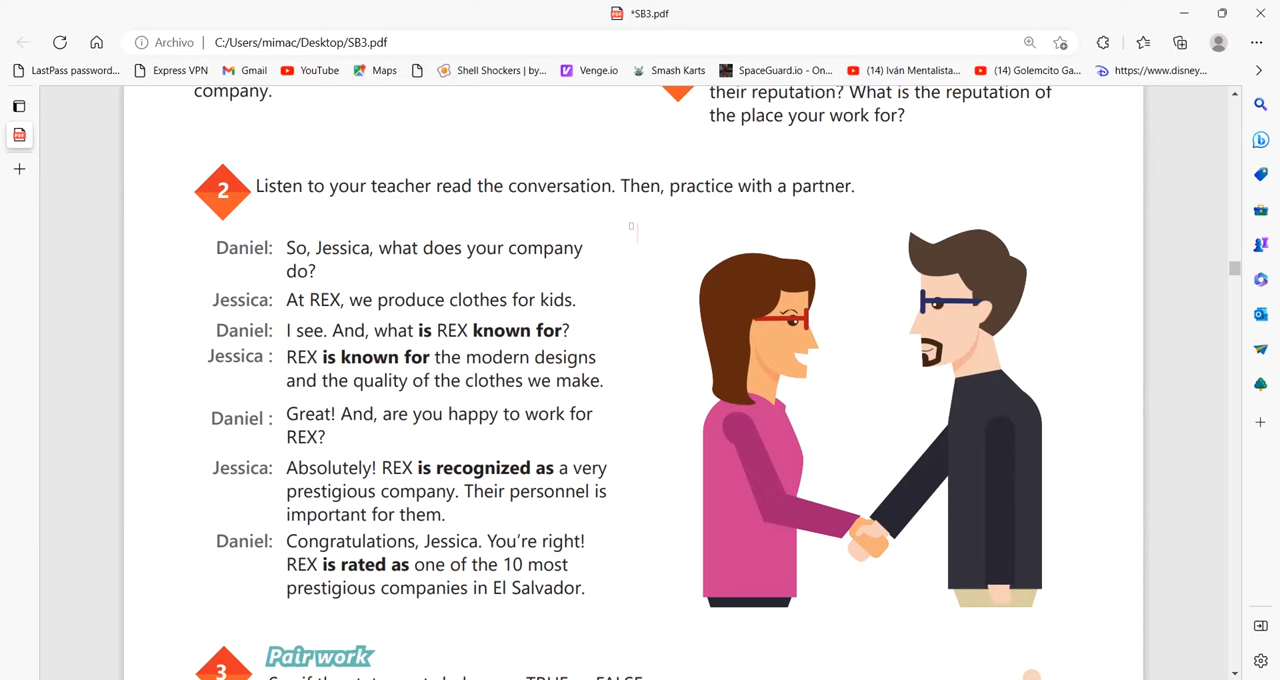 *SB3.pdf
Archivo C:/Users/mimac/Desktop/SB3.pdf
LastPass password... Express VPN Gmail YouTube Maps Shell Shockers | by... Venge.io Smash Karts SpaceGuard.io - On... (14) Iván Mentalista... (14) Golemcito Ga... https://www.disney...
company.
their reputation? What is the reputation of
the place your work for?
2 Listen to your teacher read the conversation. Then, practice with a partner.
Daniel: So, Jessica, what does your company
do?
Jessica: At REX, we produce clothes for kids.
Daniel: I see. And, what is REX known for?
Jessica : REX is known for the modern designs
and the quality of the clothes we make.
Daniel : Great! And, are you happy to work for
REX?
Jessica: Absolutely! REX is recognized as a very
prestigious company. Their personnel is
important for them.
Daniel: Congratulations, Jessica. You're right!
REX is rated as one of the 10 most
prestigious companies in El Salvador.
3 Pair work